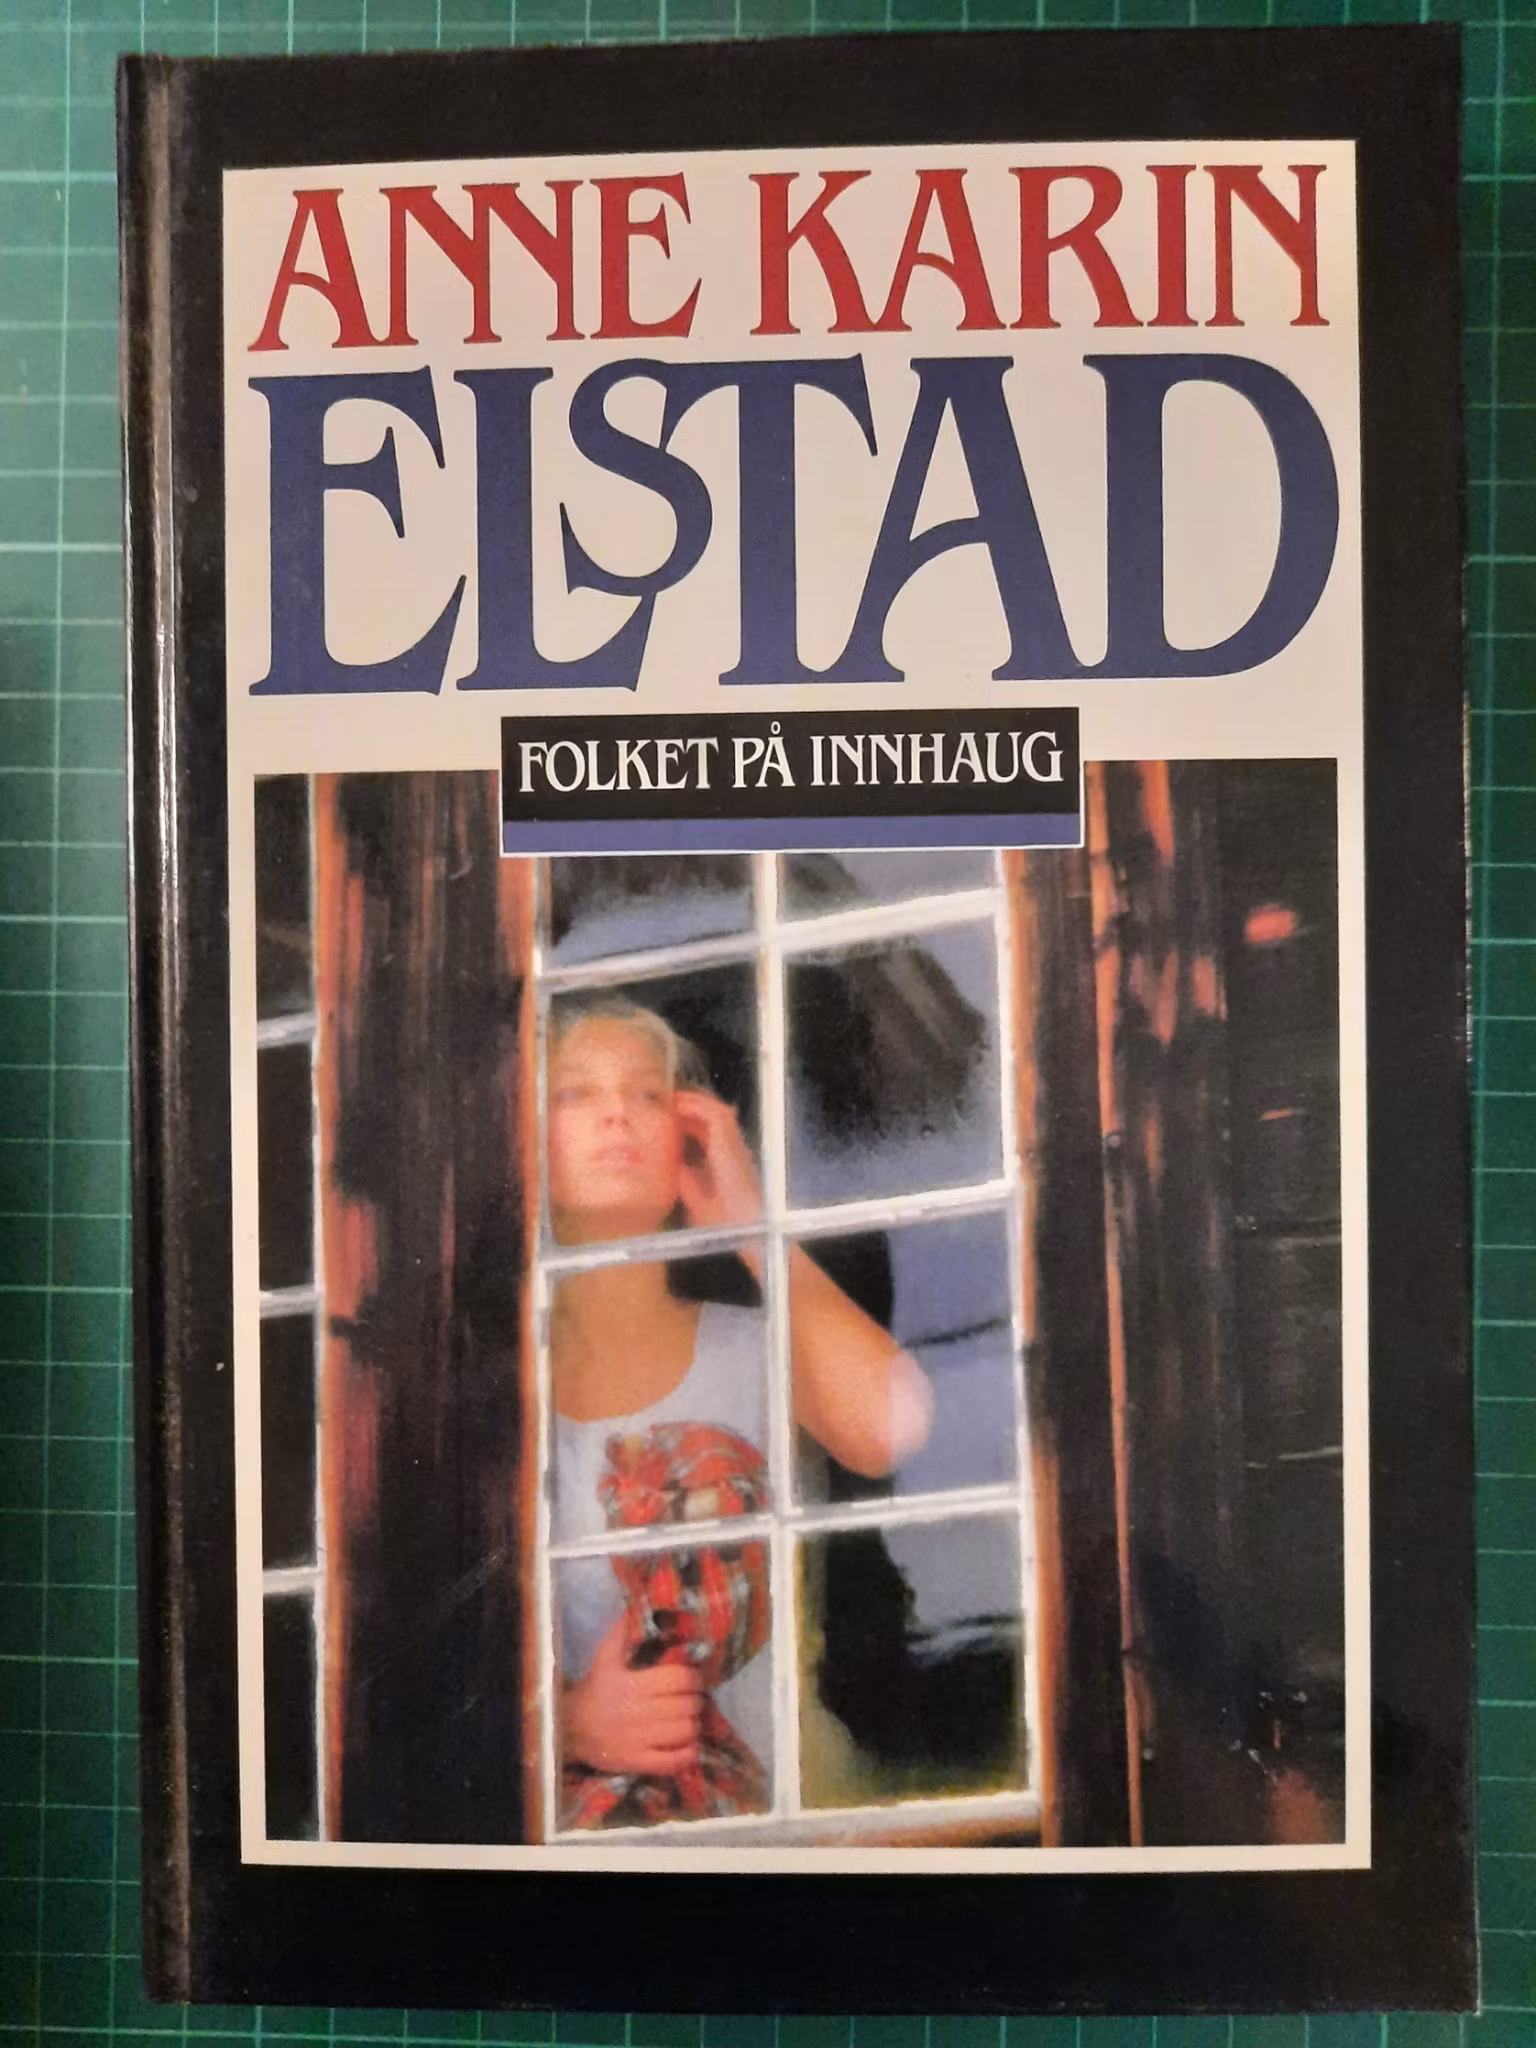 ANNE KARIN
ELSTAD
FOLKET PÅ INNHAUG